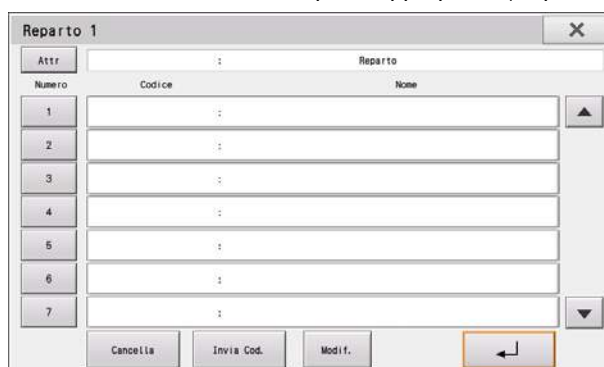 Reparto 1
Attr : Reparto
Numero Codice Nome
1 :
2 :
3 :
4 :
5 :
6 :
7 :
Cancella Invia Cod. Modif.